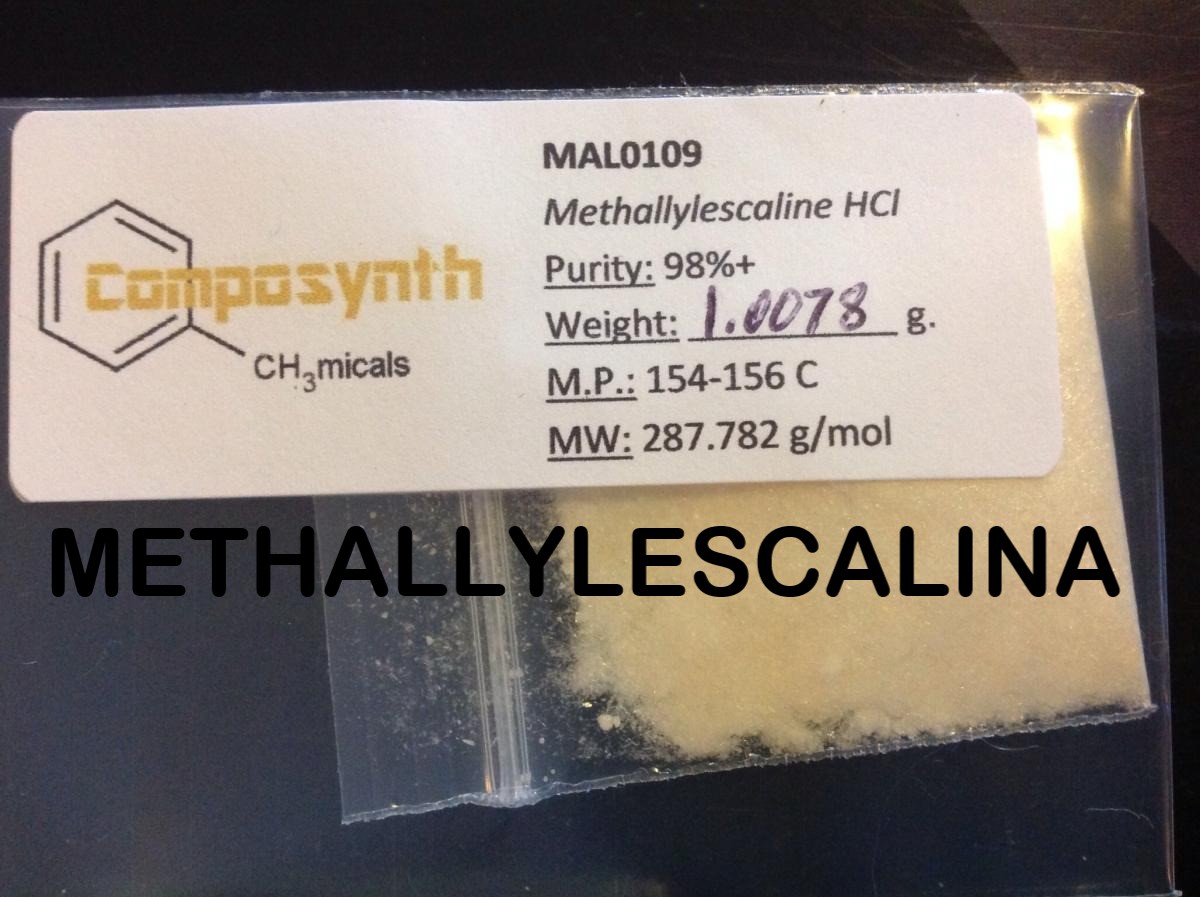 Composynth
CH3micals
MAL0109
Methallylescaline HCl
Purity: 98%+
Weight: 1.0078 g.
M.P.: 154-156 C
MW: 287.782 g/mol
METHALLYLESCALINA